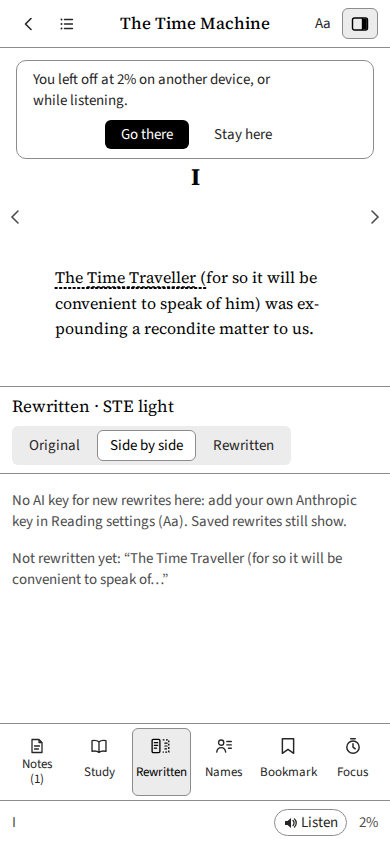 The Time Machine
Aa
You left off at 2% on another device, or
while listening.
Go there
Stay here
I
The Time Traveller (for so it will be
convenient to speak of him) was ex-
pounding a recondite matter to us.
Rewritten · STE light
Original
Side by side
Rewritten
No AI key for new rewrites here: add your own Anthropic
key in Reading settings (Aa). Saved rewrites still show.
Not rewritten yet: “The Time Traveller (for so it will be
convenient to speak of…”
Notes
(1)
Study
Rewritten
Names
Bookmark
Focus
I
Listen
2%